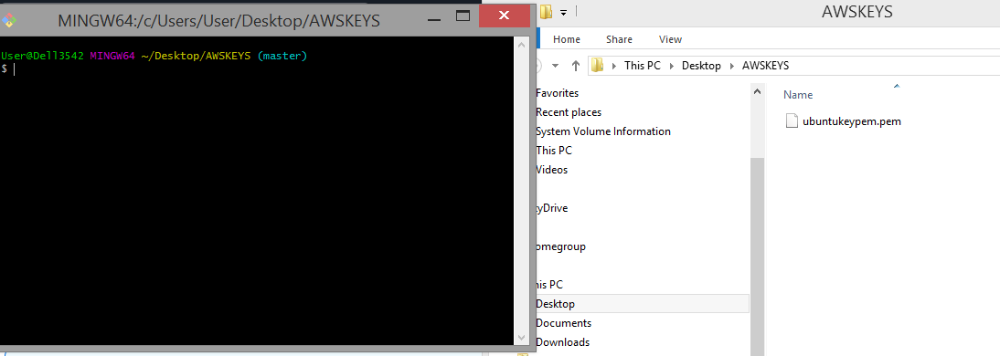 MINGW64:/c/Users/User/Desktop/AWSKEYS
User@Dell3542 MINGW64 ~/Desktop/AWSKEYS (master)
$
AWSKEYS
Home Share View
This PC Desktop AWSKEYS
Favorites
Recent places
System Volume Information
This PC
Videos
yDrive
omegroup
is PC
Desktop
Documents
Downloads
Name
ubuntukeypem.pem